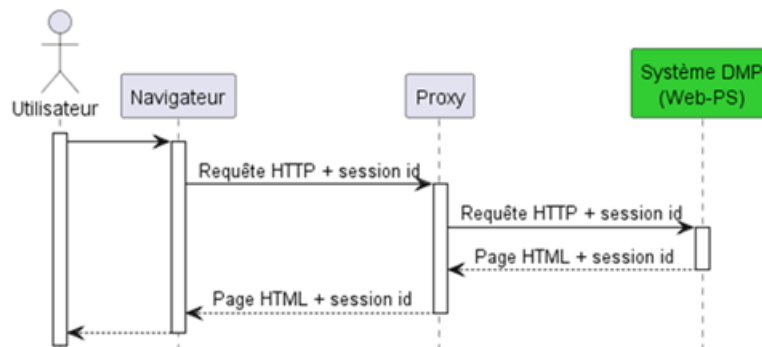 Système DMP
(Web-PS)
Utilisateur
Navigateur
Proxy
Requête HTTP + session id
Requête HTTP + session id
Page HTML + session id
Page HTML + session id